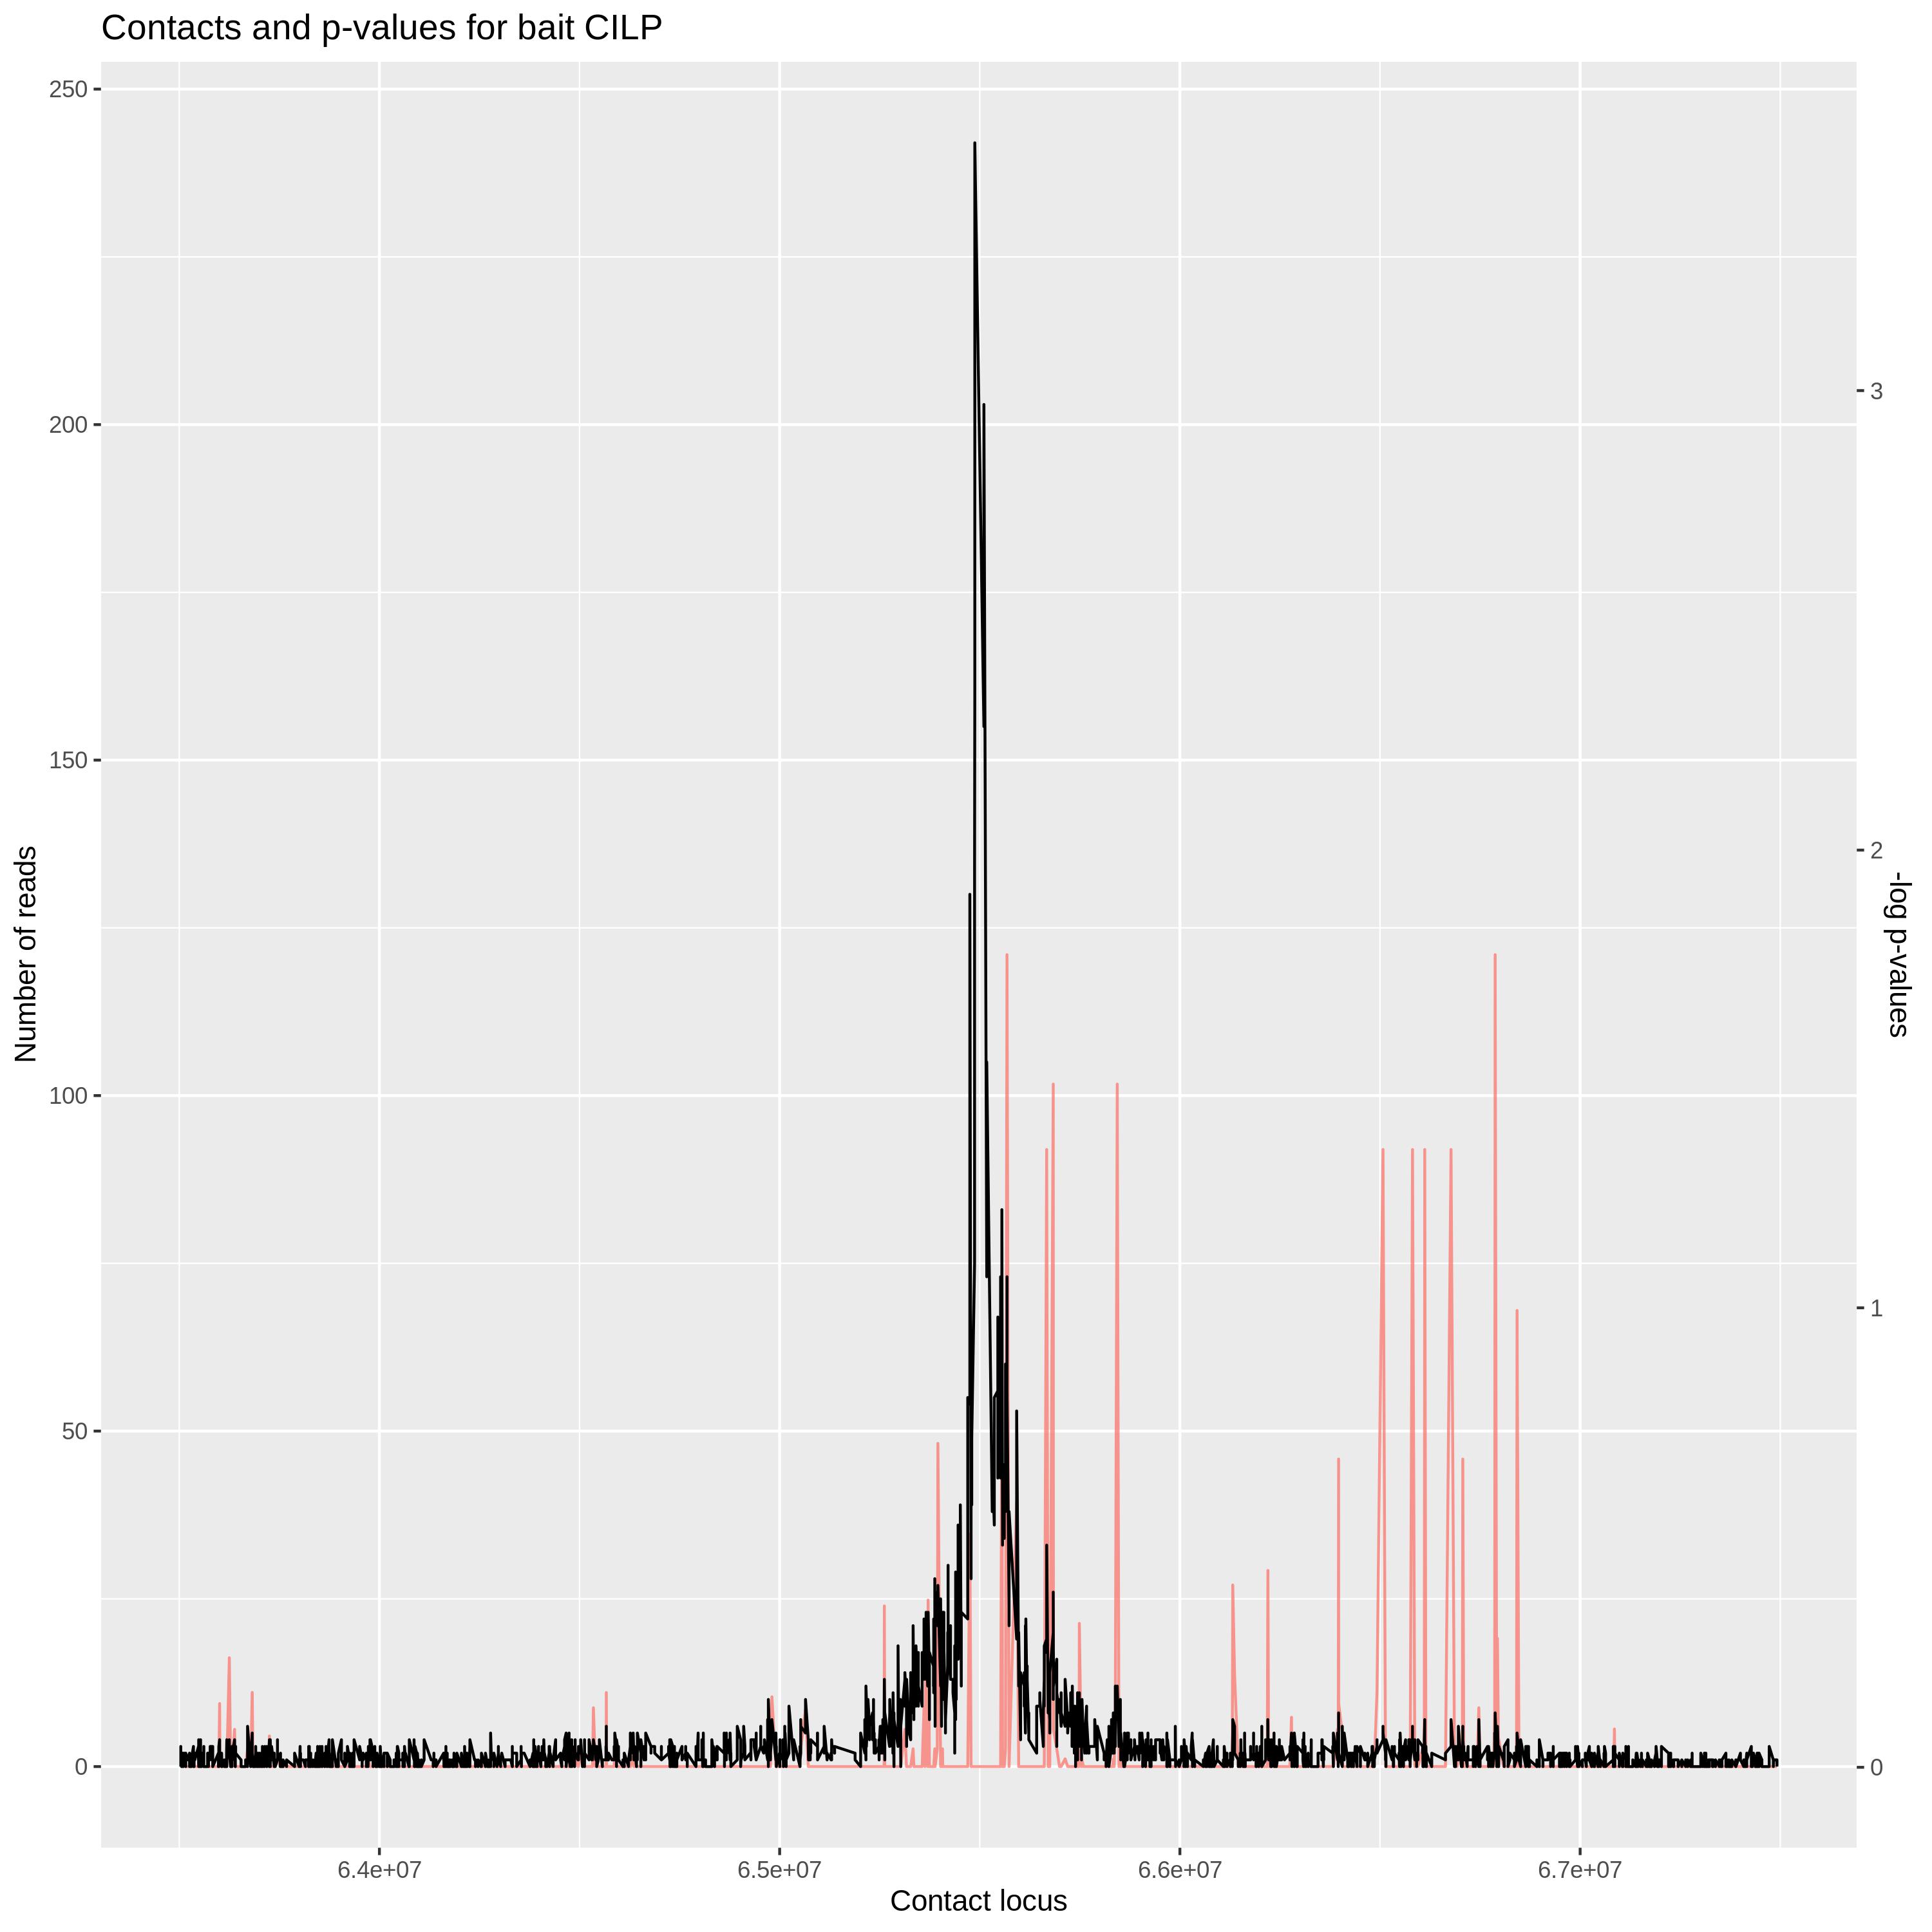 Contacts and p-values for bait CILP
250
200
150
100
50
0
Number of reads
3
2
1
0
-log p-values
6.4e+07
6.5e+07
6.6e+07
6.7e+07
Contact locus